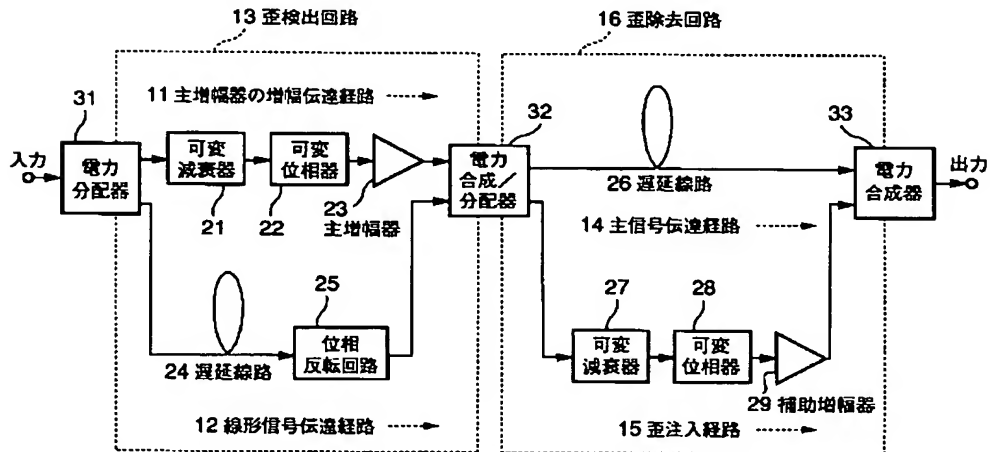 13 歪検出回路
16 歪除去回路
11 主増幅器の増幅伝達経路
31
32
33
入力
電力
分配器
可変
減衰器
可変
位相器
電力
合成/
分配器
電力
合成器
出力
21
22
23
主増幅器
26 遅延線路
14 主信号伝達経路
25
位相
反転回路
24 遅延線路
27
28
可変
減衰器
可変
位相器
29 補助増幅器
12 線形信号伝達経路
15 歪注入経路